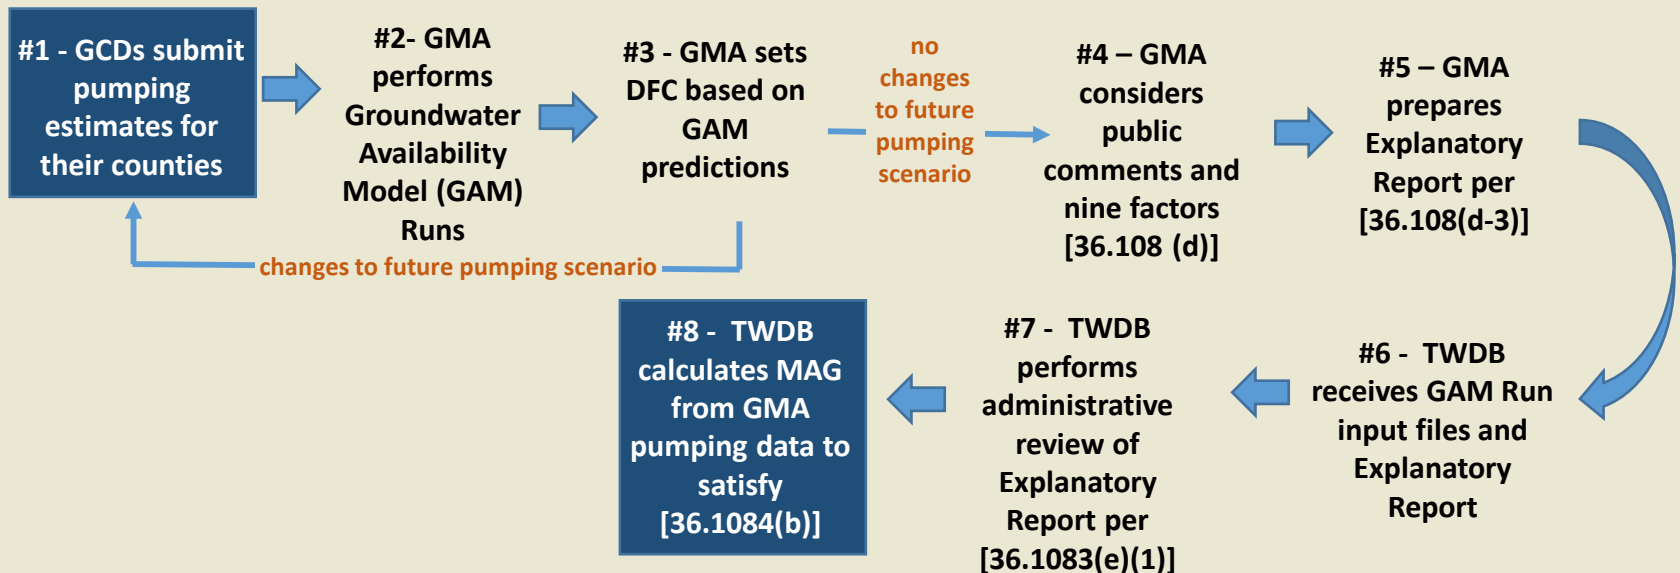 #1 - GCDs submit
pumping
estimates for
their counties
#2- GMA
performs
Groundwater
Availability
Model (GAM)
Runs
#3 - GMA sets
DFC based on
GAM
predictions
no
changes
to future
pumping
scenario
#4 – GMA
considers
public
comments and
nine factors
[36.108 (d)]
#5 – GMA
prepares
Explanatory
Report per
[36.108(d-3)]
changes to future pumping scenario
#6 - TWDB
receives GAM Run
input files and
Explanatory
Report
#7 - TWDB
performs
administrative
review of
Explanatory
Report per
[36.1083(e)(1)]
#8 - TWDB
calculates MAG
from GMA
pumping data to
satisfy
[36.1084(b)]